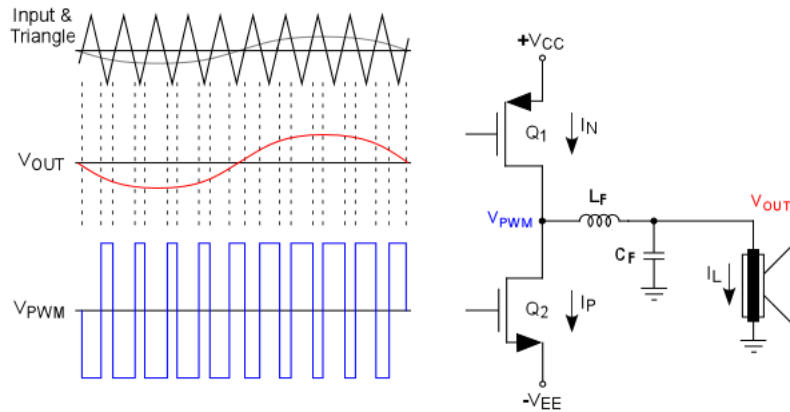 Input &
Triangle
VOUT
VPWM
+VCC
Q1
IN
LF
VPWM
VOUT
CF
IL
Q2
IP
-VEE